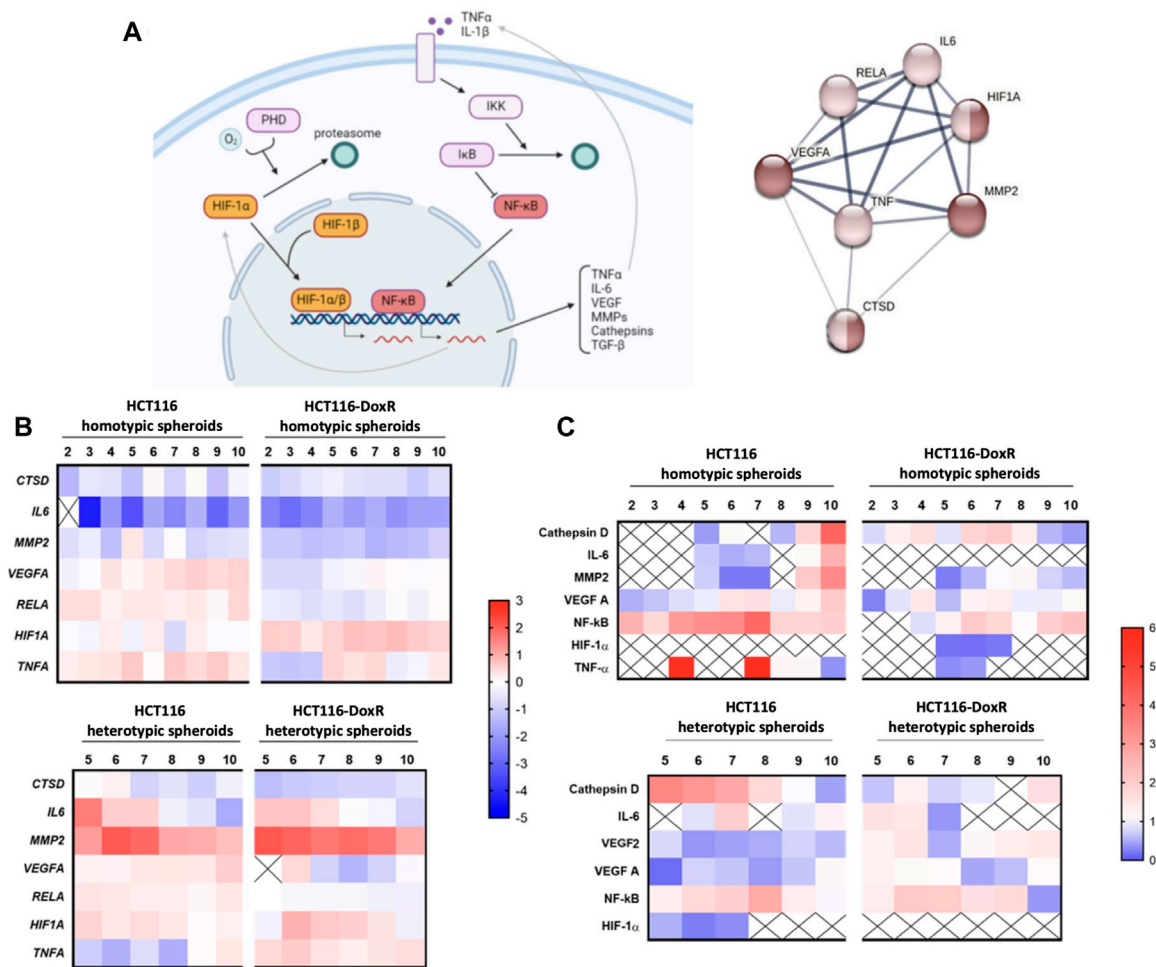 A
TNFα
IL-1β
PHD
O₂
proteasome
IKK
IκB
HIF-1α
NF-κB
HIF-1β
HIF-1α/β
NF-κB
TNFα
IL-6
VEGF
MMPs
Cathepsins
TGF-β
IL6
RELA
HIF1A
VEGFA
MMP2
TNF
CTSD
B
HCT116
homotypic spheroids
HCT116-DoxR
homotypic spheroids
2 3 4 5 6 7 8 9 10
2 3 4 5 6 7 8 9 10
CTSD
IL6
MMP2
VEGFA
RELA
HIF1A
TNFA
3
2
1
0
-1
-2
-3
-4
-5
HCT116
heterotypic spheroids
HCT116-DoxR
heterotypic spheroids
5 6 7 8 9 10
5 6 7 8 9 10
CTSD
IL6
MMP2
VEGFA
RELA
HIF1A
TNFA
C
HCT116
homotypic spheroids
HCT116-DoxR
homotypic spheroids
2 3 4 5 6 7 8 9 10
2 3 4 5 6 7 8 9 10
Cathepsin D
IL-6
MMP2
VEGF A
NF-kB
HIF-1α
TNF-α
6
5
4
3
2
1
0
HCT116
heterotypic spheroids
HCT116-DoxR
heterotypic spheroids
5 6 7 8 9 10
5 6 7 8 9 10
Cathepsin D
IL-6
VEGF2
VEGF A
NF-kB
HIF-1α